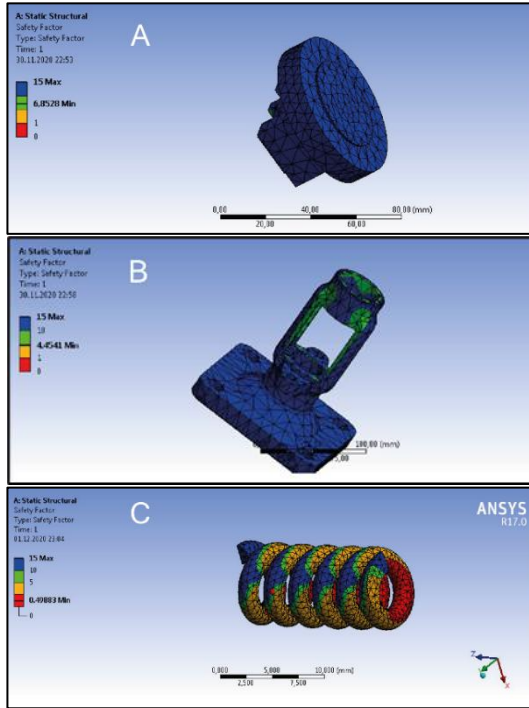 A: Static Structural
Safety Factor
Type: Safety Factor
Time: 1
30.11.2020 22:53
15 Max
6,8528 Min
1
0
A
0,00 40,00 80,00 (mm)
20,00 60,00
A: Static Structural
Safety Factor
Type: Safety Factor
Time: 1
30.11.2020 22:58
15 Max
10
4,4541 Min
1
0
B
100,00 (mm)
A: Static Structural
Safety Factor
Type: Safety Factor
Time: 1
01.12.2020 23:04
15 Max
10
5
0,49883 Min
0
C
ANSYS
R17.0
0,000 5,000 10,000 (mm)
2,500 7,500
Z
X